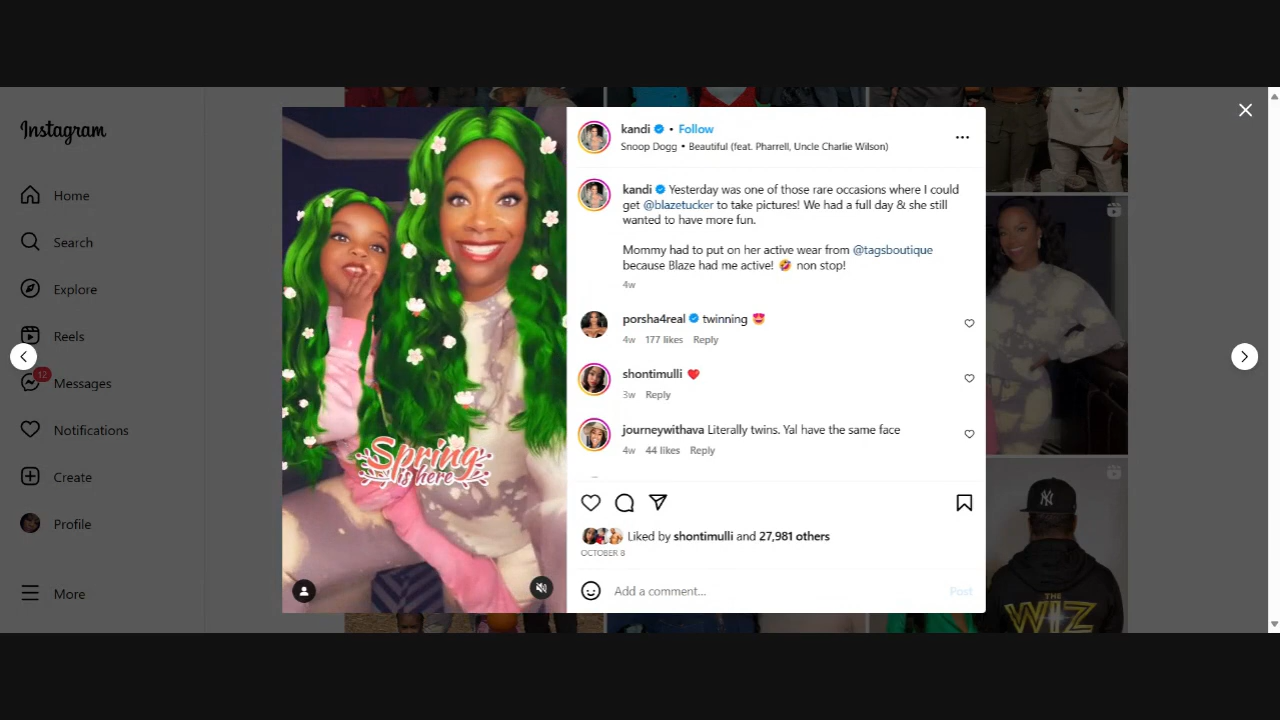 Instagram
Home
Search
Explore
Reels
12
Messages
Notifications
Create
Profile
More
Spring
is here
kandi • Follow
Snoop Dogg • Beautiful (feat. Pharrell, Uncle Charlie Wilson)
kandi Yesterday was one of those rare occasions where I could
get @blazetucker to take pictures! We had a full day & she still
wanted to have more fun.
Mommy had to put on her active wear from @tagsboutique
because Blaze had me active! 🤣 non stop!
4w
porsha4real twinning 😍
4w 177 likes Reply
shontimulli ❤️
3w Reply
journeywithava Literally twins. Yal have the same face
4w 44 likes Reply
Liked by shontimulli and 27,981 others
OCTOBER 8
Add a comment...
Post
NY
THE
WIZ